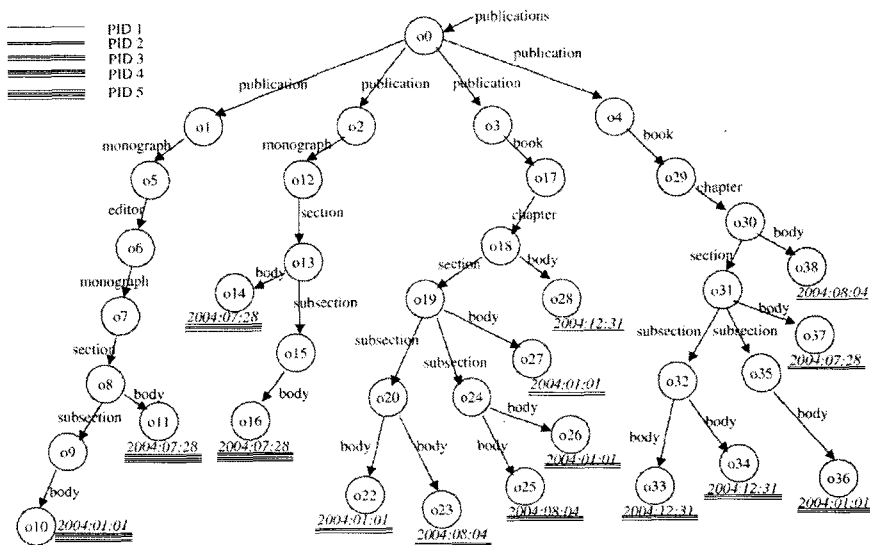 publications
PID 1
PID 2
PID 3
PID 4
PID 5
o0
publication
publication
publication
publication
o1
o2
o3
o4
monograph
monograph
book
book
o5
o12
o17
o29
editor
section
chapter
chapter
o6
o13
o18
o30
monograph
body
subsection
section
body
section
body
o7
o14
2004:07:28
o19
o28
2004:12:31
o31
o38
2004:08:04
section
o15
subsection
subsection
body
subsection
subsection
body
o8
body
o27
2004:01:01
o37
2004:07:28
subsection
body
o16
2004:07:28
o20
o24
o32
o35
o9
o11
2004:07:28
body
body
body
body
body
body
body
body
o26
2004:01:01
o10
2004:01:01
o22
2004:01:01
o23
2004:08:04
o25
2004:08:04
o33
2004:12:31
o34
2004:12:31
o36
2004:01:01